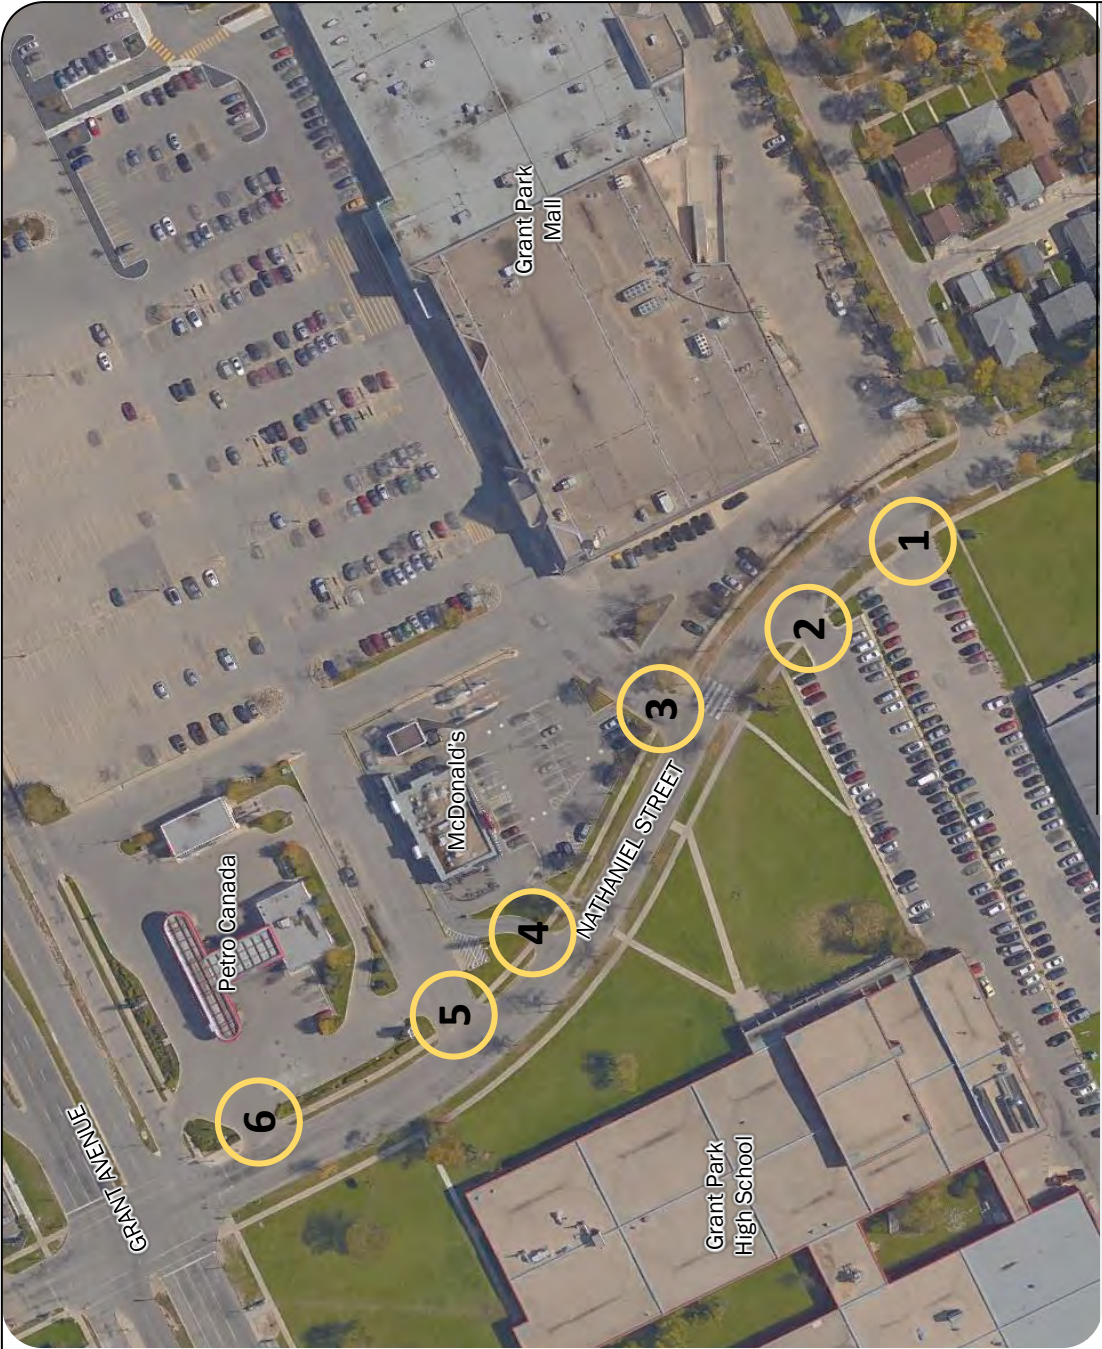 Grant Park
Mall
1
2
3
McDonald's
NATHANIEL STREET
4
Petro Canada
5
6
GRANT AVENUE
Grant Park
High School